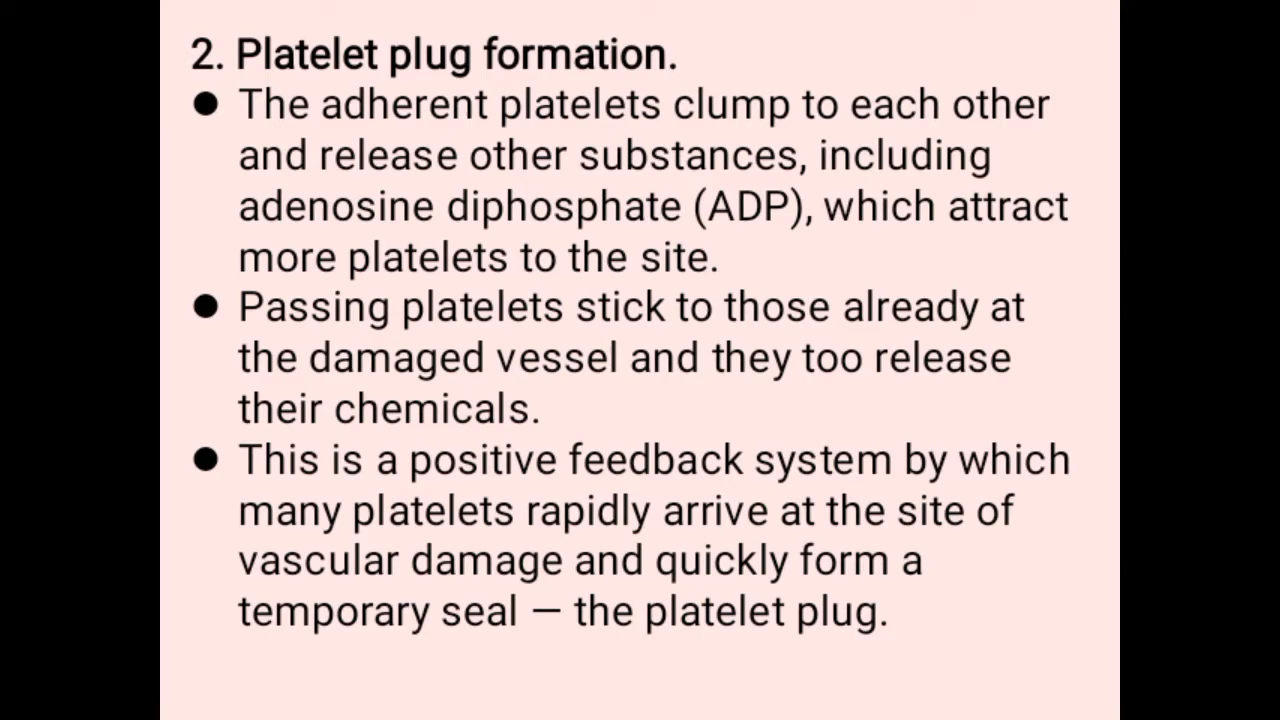 2. Platelet plug formation.
● The adherent platelets clump to each other
and release other substances, including
adenosine diphosphate (ADP), which attract
more platelets to the site.
● Passing platelets stick to those already at
the damaged vessel and they too release
their chemicals.
● This is a positive feedback system by which
many platelets rapidly arrive at the site of
vascular damage and quickly form a
temporary seal — the platelet plug.